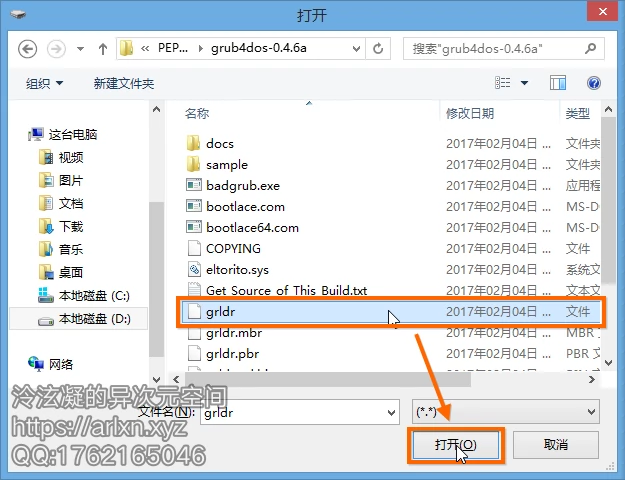 打开
« PEP... ▸ grub4dos-0.4.6a
搜索"grub4dos-0.4.6a"
组织 新建文件夹
名称 修改日期 类型
这台电脑
视频
图片
文档
下载
音乐
桌面
本地磁盘 (C:)
本地磁盘 (D:)
网络
docs 2017年02月04日 ... 文件夹
sample 2017年02月04日 ... 文件夹
badgrub.exe 2017年02月04日 ... 应用程
bootlace.com 2017年02月04日 ... MS-D
bootlace64.com 2017年02月04日 ... MS-D
COPYING 2017年02月04日 ... 文件
eltorito.sys 2017年02月04日 ... 系统文
Get Source of This Build.txt 2017年02月04日 ... 文本文
grldr 2017年02月04日 ... 文件
grldr.mbr 2017年02月04日 ... MBR 文
grldr.pbr 2017年02月04日 ... PBR 文
文件名(N): grldr (*.*)
打开(O) 取消
泠泫凝的异次元空间
https://arlxn.xyz
QQ:1762165046